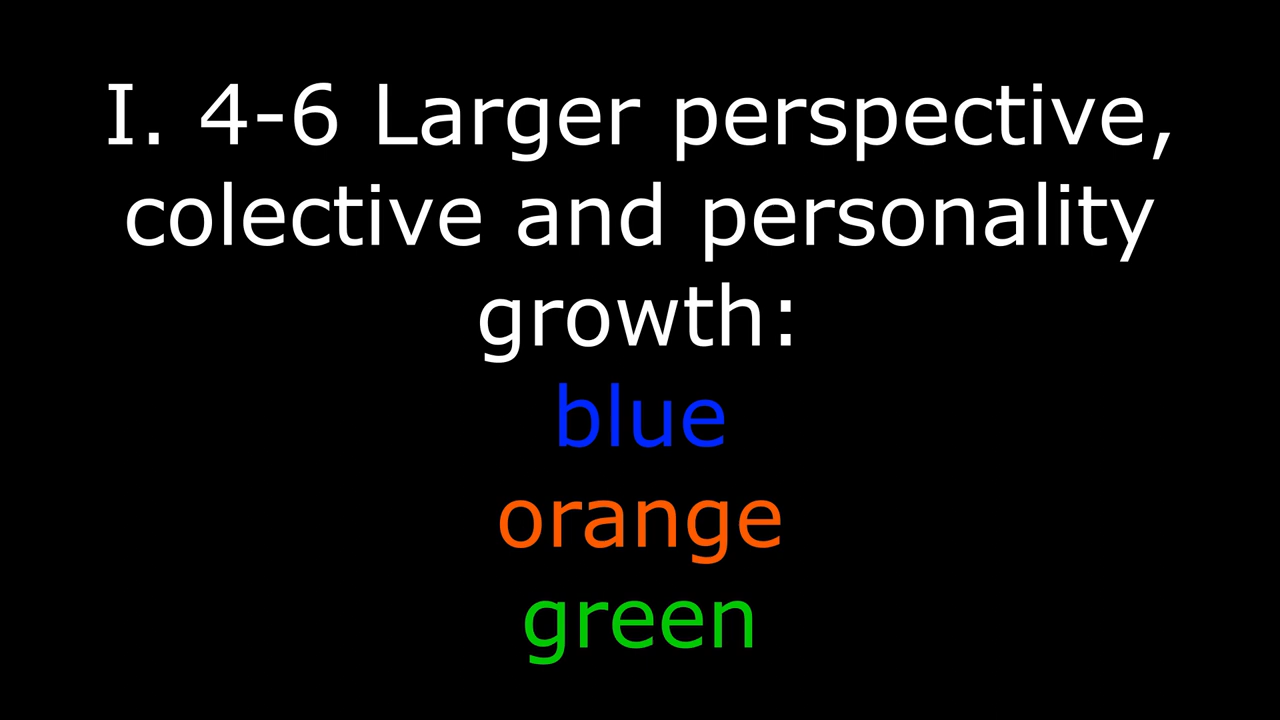 I. 4-6 Larger perspective,
colective and personality
growth:
blue
orange
green